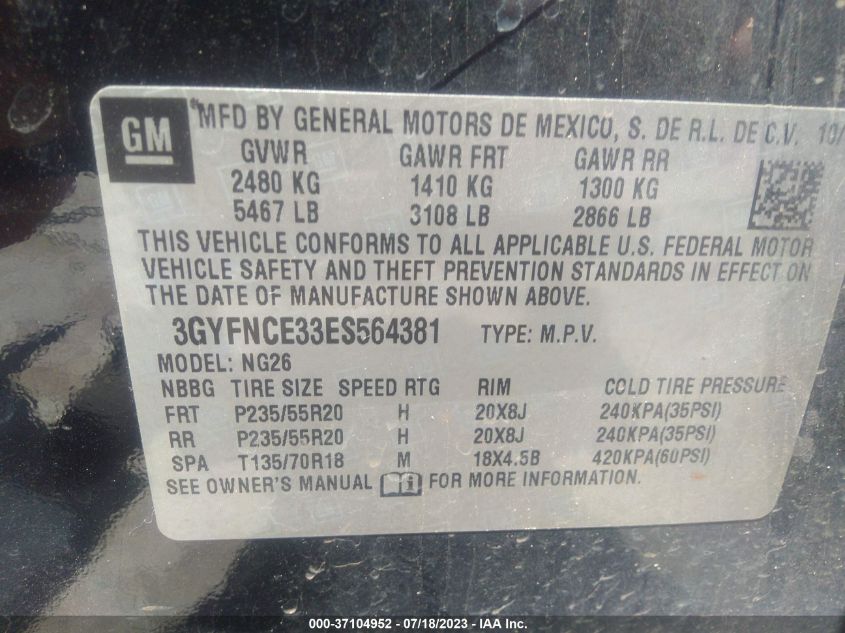 GM
MFD BY GENERAL MOTORS DE MEXICO, S. DE R.L. DE C.V. 10/
GVWR GAWR FRT GAWR RR
2480 KG 1410 KG 1300 KG
5467 LB 3108 LB 2866 LB
THIS VEHICLE CONFORMS TO ALL APPLICABLE U.S. FEDERAL MOTOR
VEHICLE SAFETY AND THEFT PREVENTION STANDARDS IN EFFECT ON
THE DATE OF MANUFACTURE SHOWN ABOVE.
3GYFNCE33ES564381 TYPE: M.P.V.
MODEL: NG26
NBBG TIRE SIZE SPEED RTG RIM COLD TIRE PRESSURE
FRT P235/55R20 H 20X8J 240KPA(35PSI)
RR P235/55R20 H 20X8J 240KPA(35PSI)
SPA T135/70R18 M 18X4.5B 420KPA(60PSI)
SEE OWNER'S MANUAL FOR MORE INFORMATION.
000-37104952 - 07/18/2023 - IAA Inc.